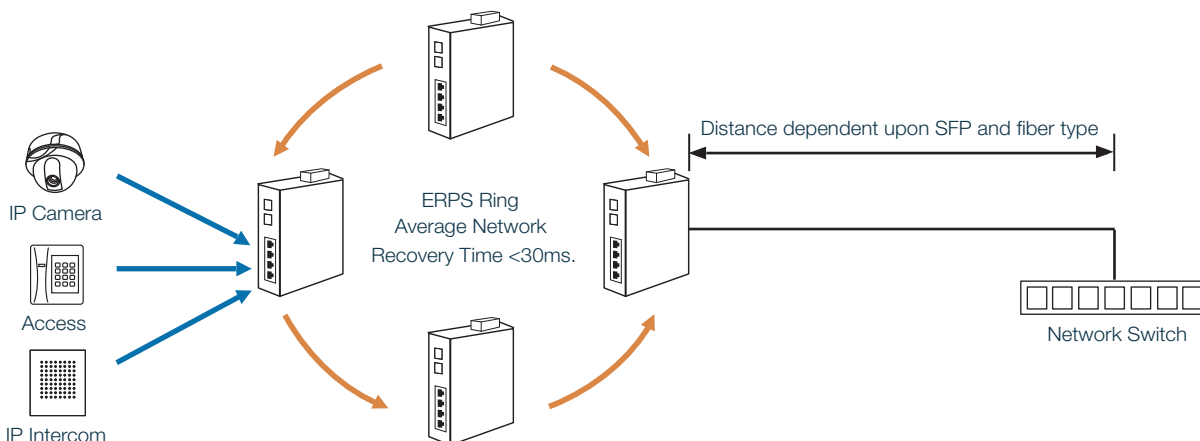 Distance dependent upon SFP and fiber type
IP Camera
ERPS Ring
Average Network
Recovery Time <30ms.
Access
Network Switch
IP Intercom